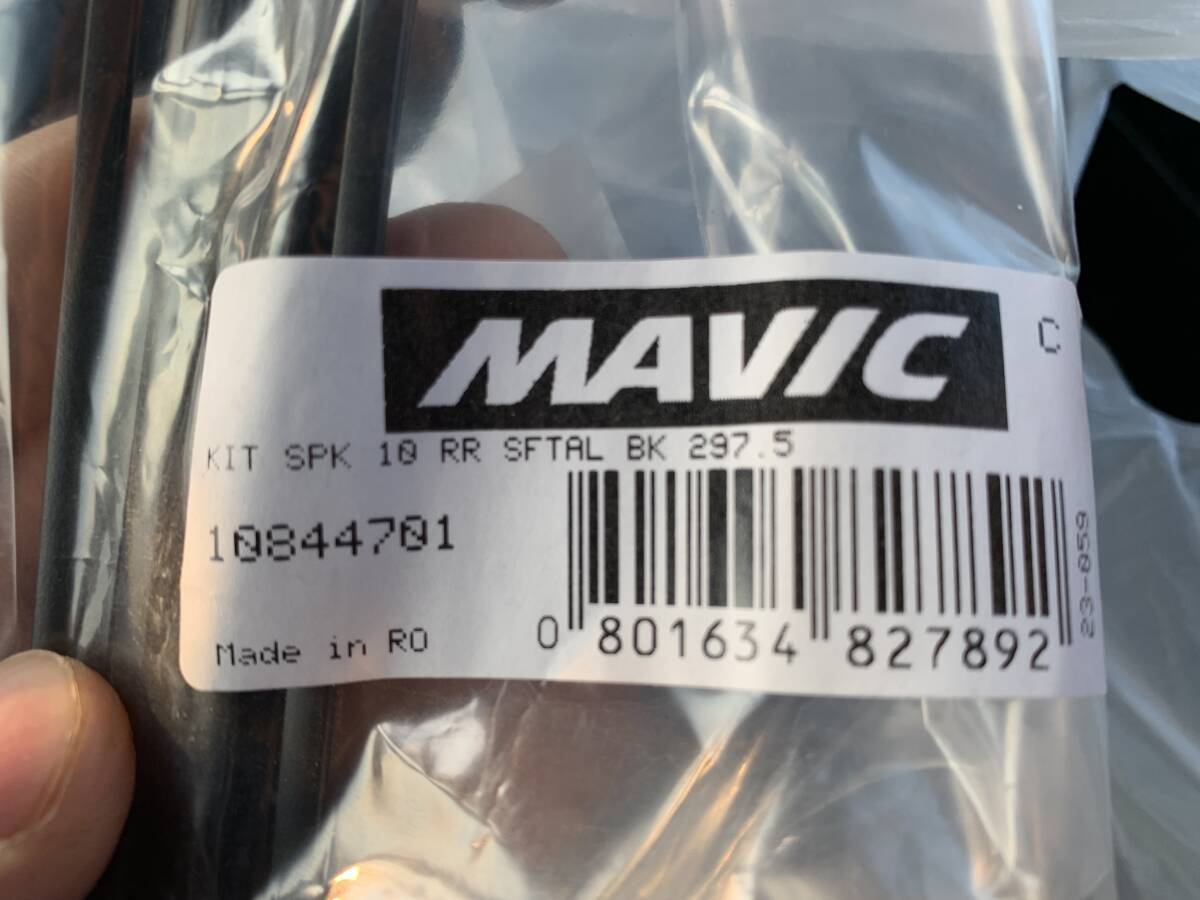 MAVIC
C
KIT SPK 10 RR SFTAL BK 297.5
10844701
Made in RO
0 801634 827892
23-059